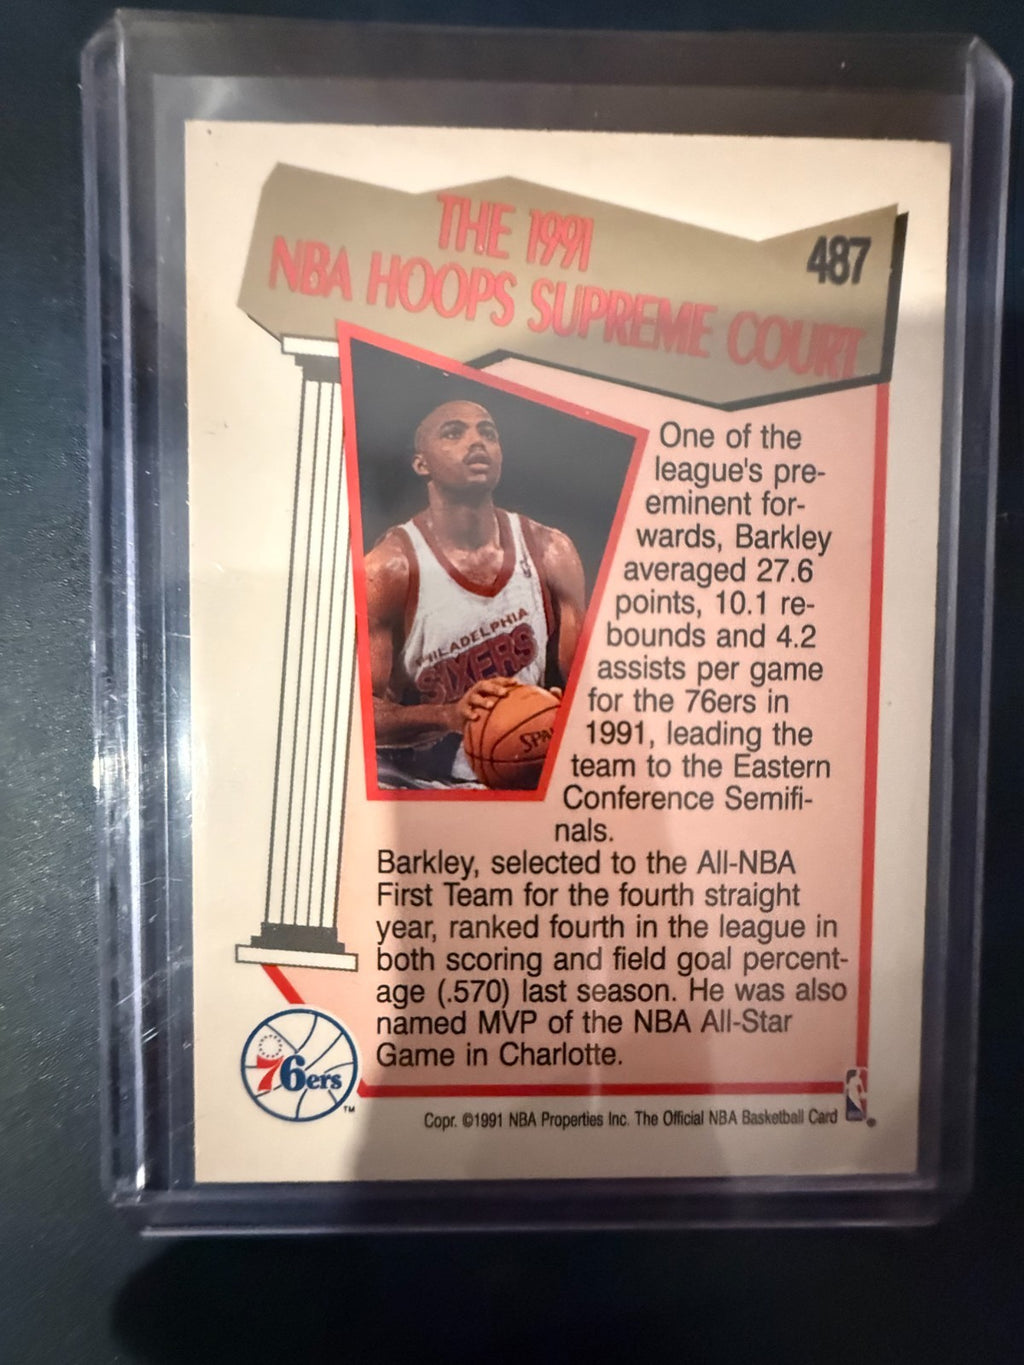 THE 1991
NBA HOOPS SUPREME COURT
487
PHILADELPHIA
SIXERS
SPA
One of the
league's pre-
eminent for-
wards, Barkley
averaged 27.6
points, 10.1 re-
bounds and 4.2
assists per game
for the 76ers in
1991, leading the
team to the Eastern
Conference Semifi-
nals.
Barkley, selected to the All-NBA
First Team for the fourth straight
year, ranked fourth in the league in
both scoring and field goal percent-
age (.570) last season. He was also
named MVP of the NBA All-Star
Game in Charlotte.
76ers
TM
Copr. ©1991 NBA Properties Inc. The Official NBA Basketball Card
®